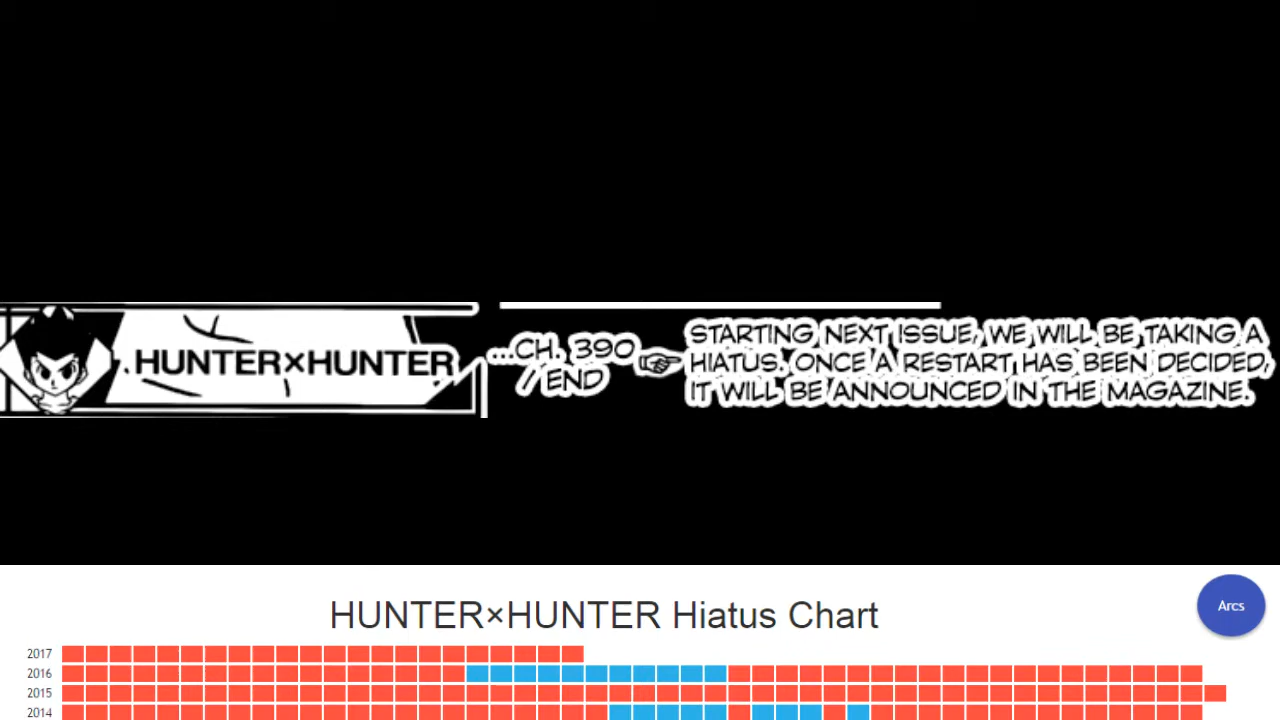 HUNTER×HUNTER
...CH. 390
/ END
STARTING NEXT ISSUE, WE WILL BE TAKING A
HIATUS. ONCE A RESTART HAS BEEN DECIDED,
IT WILL BE ANNOUNCED IN THE MAGAZINE.
HUNTER×HUNTER Hiatus Chart
Arcs
2017
2016
2015
2014